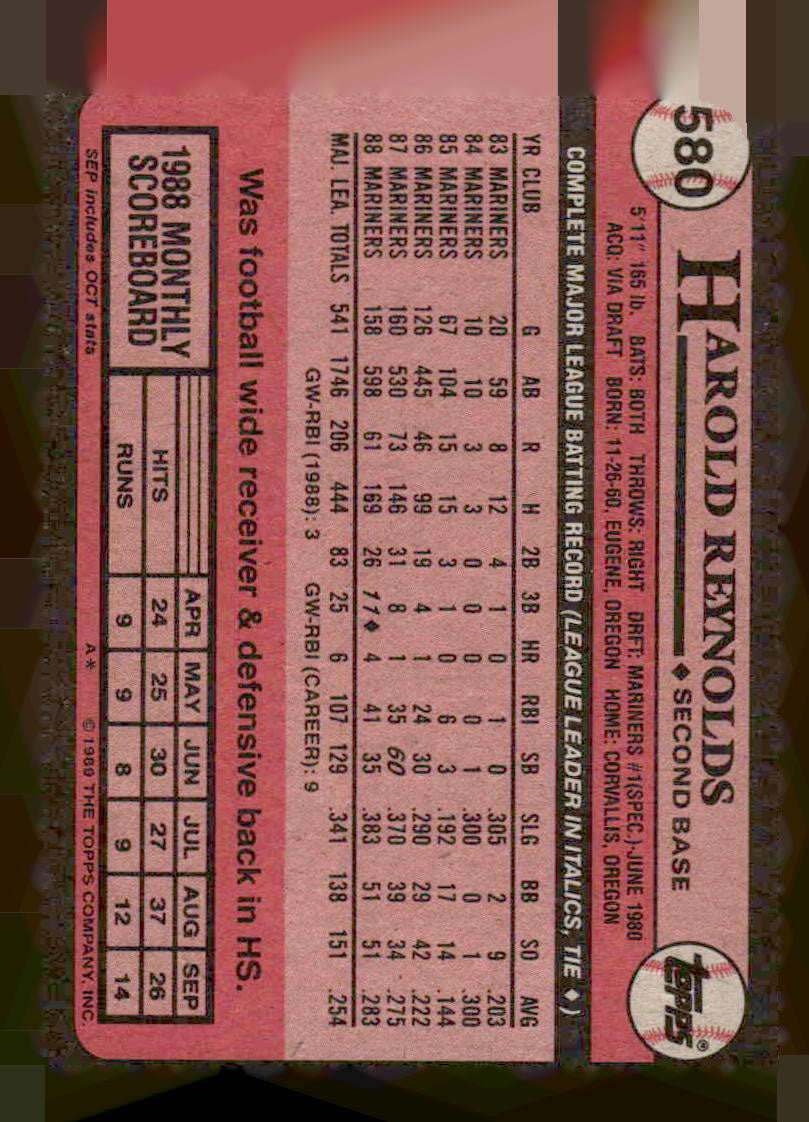 580
HAROLD REYNOLDS
♦ SECOND BASE
topps®
5'11" 165 lb. BATS: BOTH THROWS: RIGHT DRFT: MARINERS #1(SPEC.)-JUNE 1980
ACQ: VIA DRAFT BORN: 11-26-60, EUGENE, OREGON HOME: CORVALLIS, OREGON
COMPLETE MAJOR LEAGUE BATTING RECORD (LEAGUE LEADER IN ITALICS, TIE ♦)
YR CLUB G AB R H 2B 3B HR RBI SB SLG BB SO AVG
83 MARINERS 20 59 8 12 4 1 0 1 0 .305 2 9 .203
84 MARINERS 10 10 3 3 0 0 0 0 1 .300 0 1 .300
85 MARINERS 67 104 15 15 3 1 0 6 3 .192 17 14 .144
86 MARINERS 126 445 46 99 19 4 1 24 30 .290 29 42 .222
87 MARINERS 160 530 73 146 31 8 1 35 60 .370 39 34 .275
88 MARINERS 158 598 61 169 26 11♦ 4 41 35 .383 51 51 .283
MAJ. LEA. TOTALS 541 1746 206 444 83 25 6 107 129 .341 138 151 .254
GW-RBI (1988): 3 GW-RBI (CAREER): 9
Was football wide receiver & defensive back in HS.
1988 MONTHLY
SCOREBOARD
APR MAY JUN JUL AUG SEP
HITS 24 25 30 27 37 26
RUNS 9 9 8 9 12 14
SEP includes OCT stats A* © 1989 THE TOPPS COMPANY, INC.